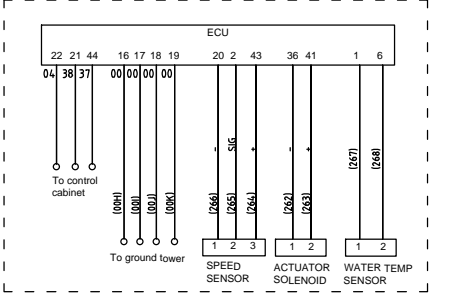 ECU
22 21 44 16 17 18 19 20 2 43 36 41 1 6
04 38 37 00 00 00 00
- SIG + - +
(267) (268)
To control
cabinet
(00H) (00I) (00J) (00K) (266) (265) (264) (262) (263)
To ground tower
1 2 3 1 2 1 2
SPEED
SENSOR
ACTUATOR
SOLENOID
WATER TEMP
SENSOR